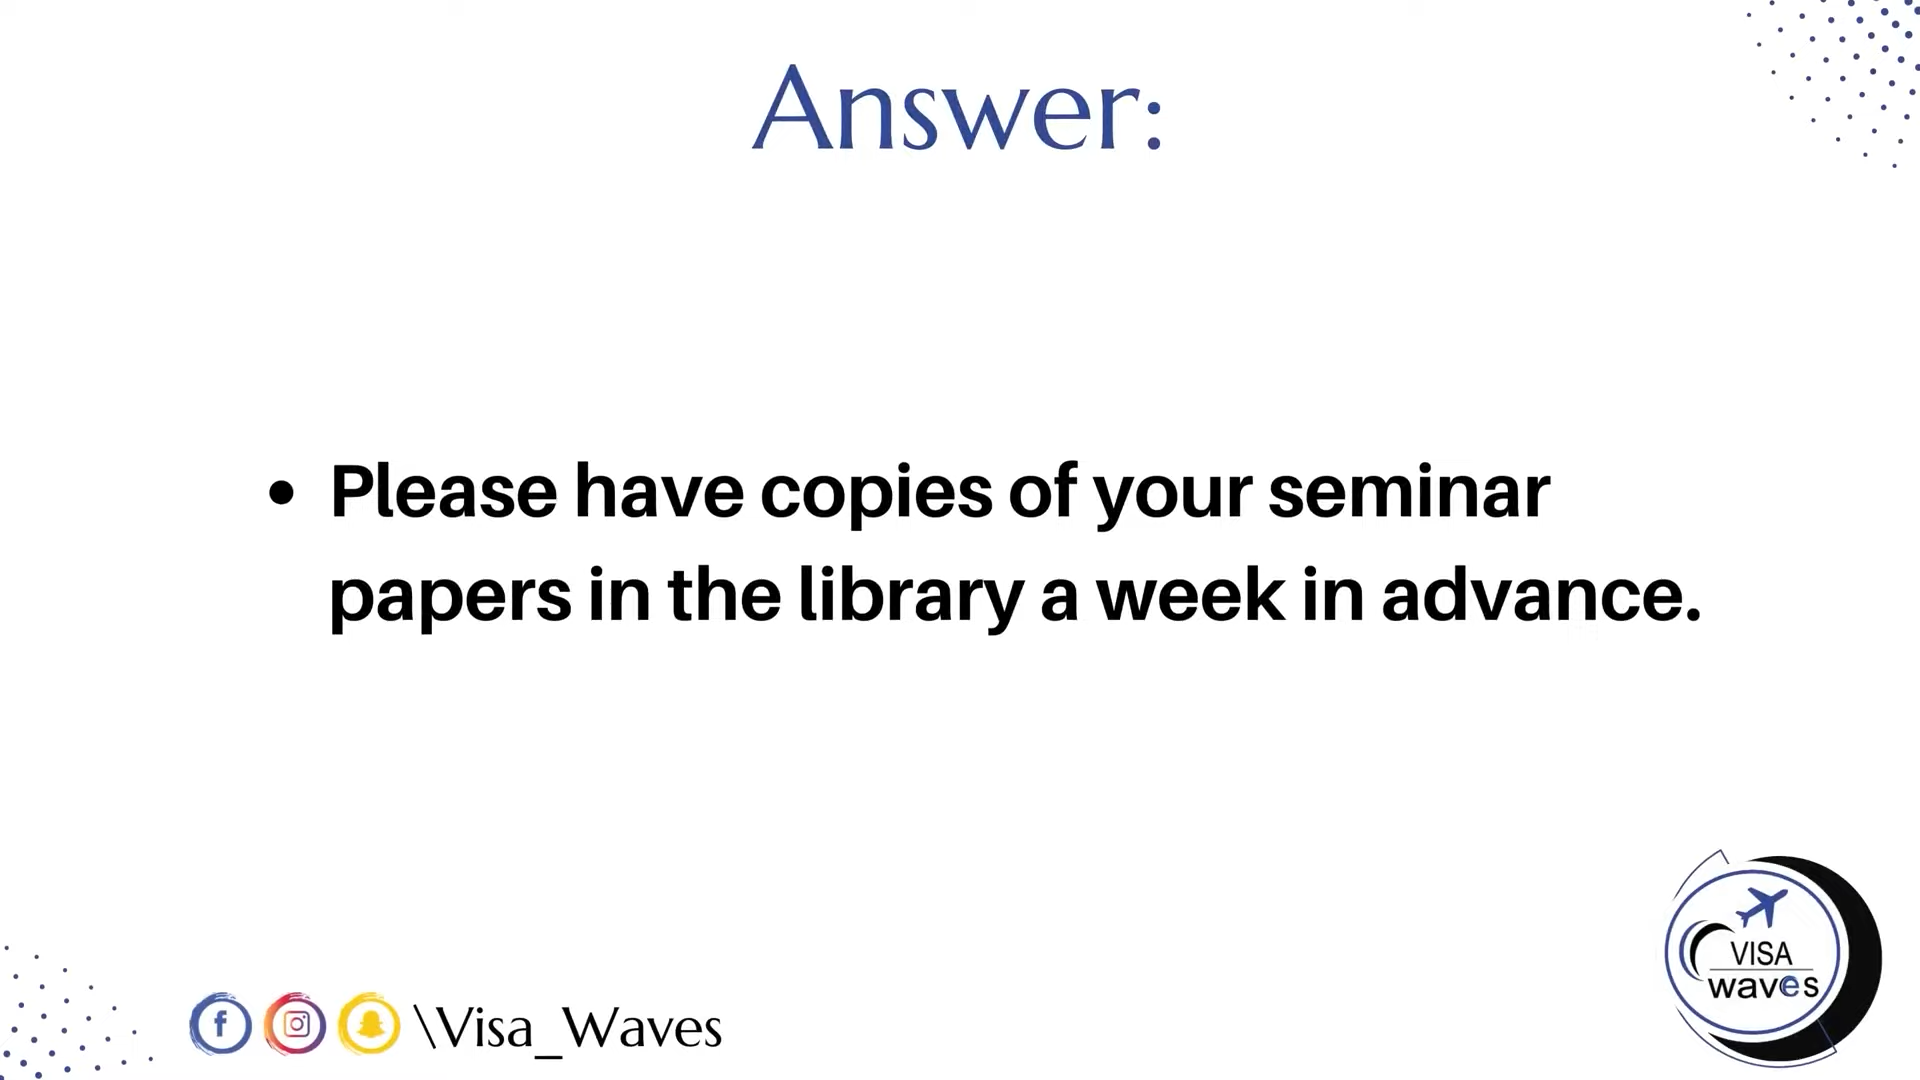 Answer:
• Please have copies of your seminar
papers in the library a week in advance.
\Visa_Waves
VISA
waves